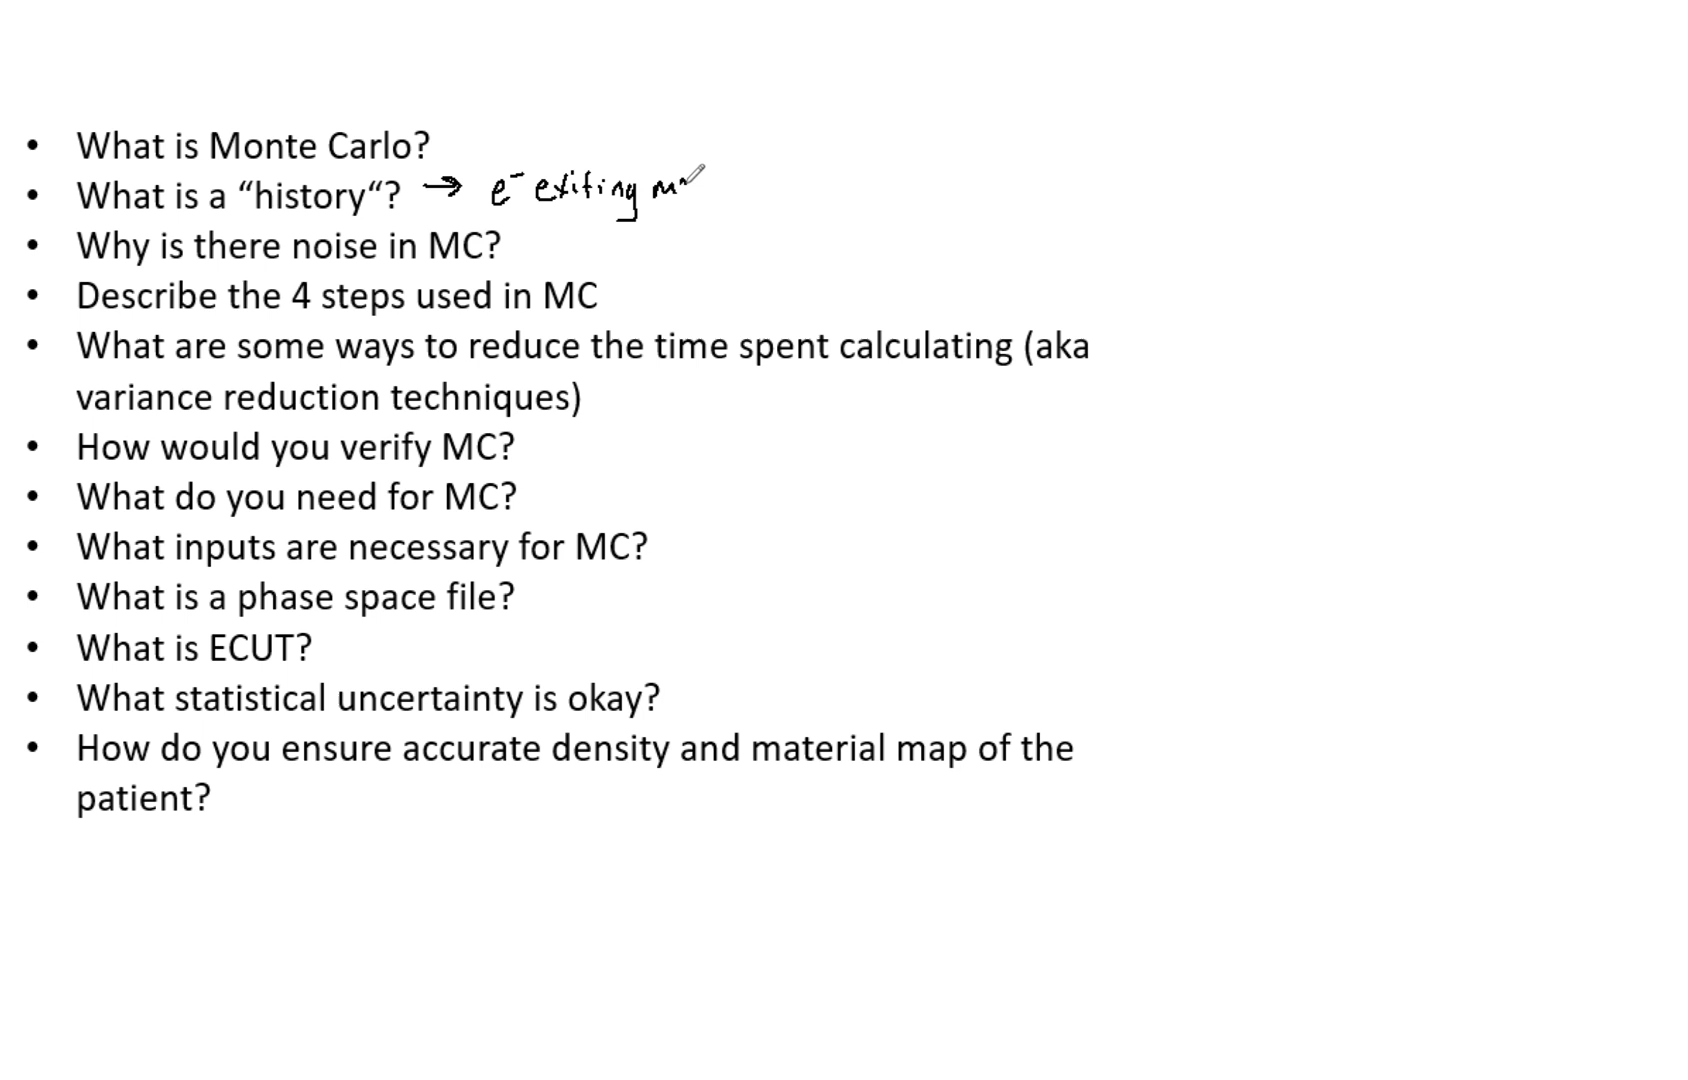 • What is Monte Carlo?
• What is a “history“? → e⁻ exiting
• Why is there noise in MC?
• Describe the 4 steps used in MC
• What are some ways to reduce the time spent calculating (aka
variance reduction techniques)
• How would you verify MC?
• What do you need for MC?
• What inputs are necessary for MC?
• What is a phase space file?
• What is ECUT?
• What statistical uncertainty is okay?
• How do you ensure accurate density and material map of the
patient?